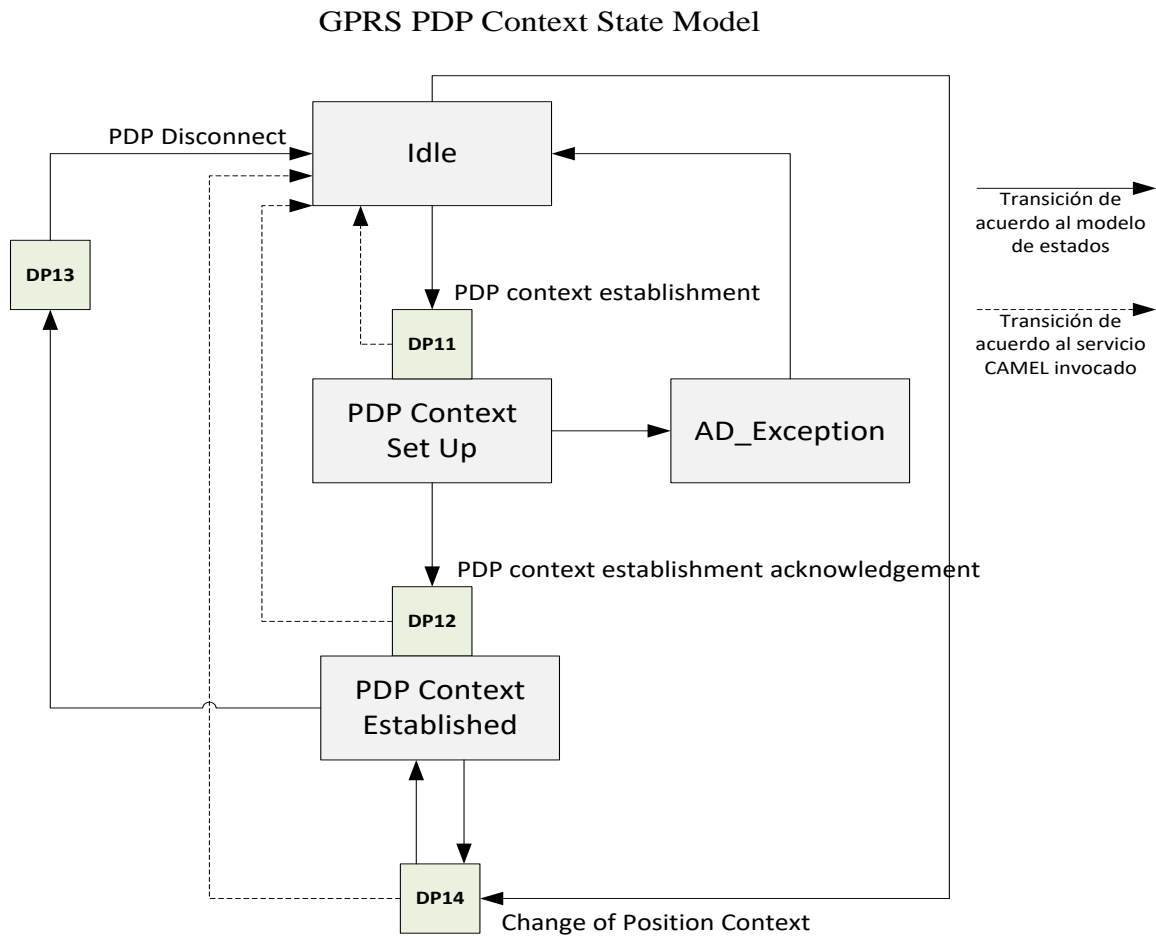 GPRS PDP Context State Model
PDP Disconnect
Idle
Transición de
acuerdo al modelo
de estados
DP13
PDP context establishment
DP11
Transición de
acuerdo al servicio
CAMEL invocado
PDP Context
Set Up
AD_Exception
PDP context establishment acknowledgement
DP12
PDP Context
Established
DP14
Change of Position Context